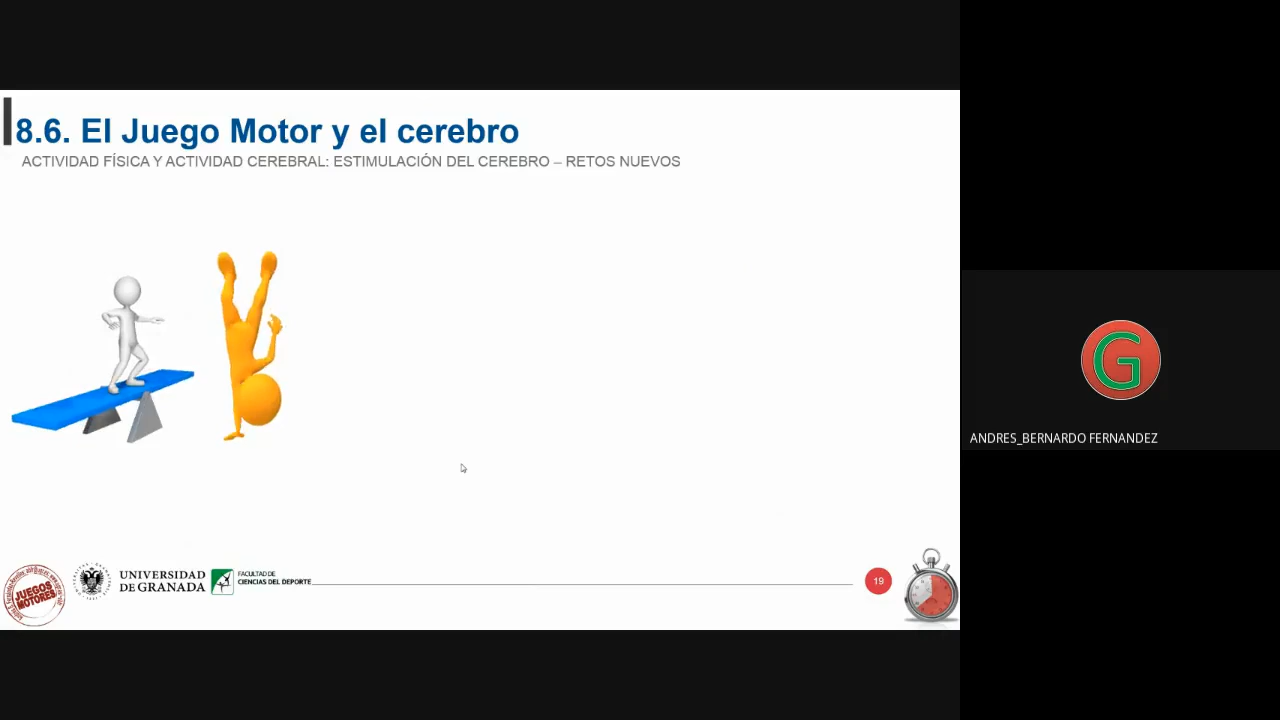 8.6. El Juego Motor y el cerebro
ACTIVIDAD FÍSICA Y ACTIVIDAD CEREBRAL: ESTIMULACIÓN DEL CEREBRO – RETOS NUEVOS
G
ANDRES_BERNARDO FERNANDEZ
JUEGOS
MOTORES
UNIVERSIDAD
DE GRANADA
FACULTAD DE
CIENCIAS DEL DEPORTE
19